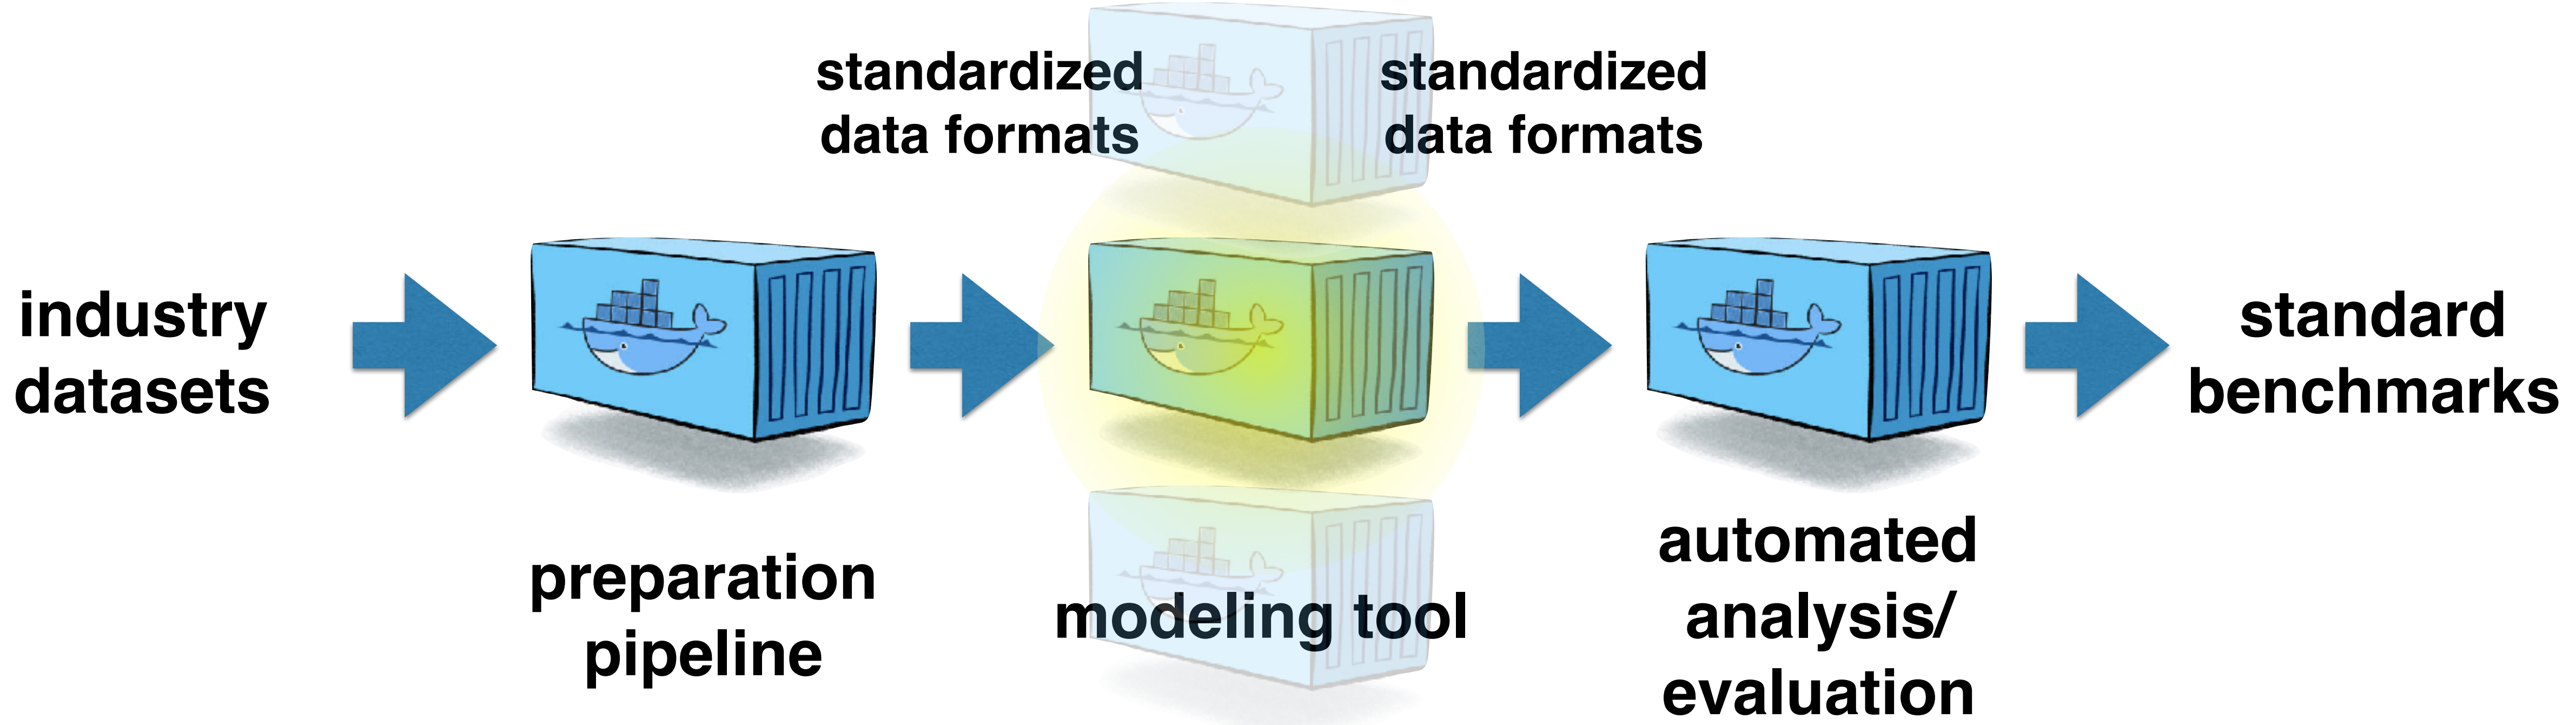 standardized
data formats
standardized
data formats
industry
datasets
preparation
pipeline
modeling tool
automated
analysis/
evaluation
standard
benchmarks